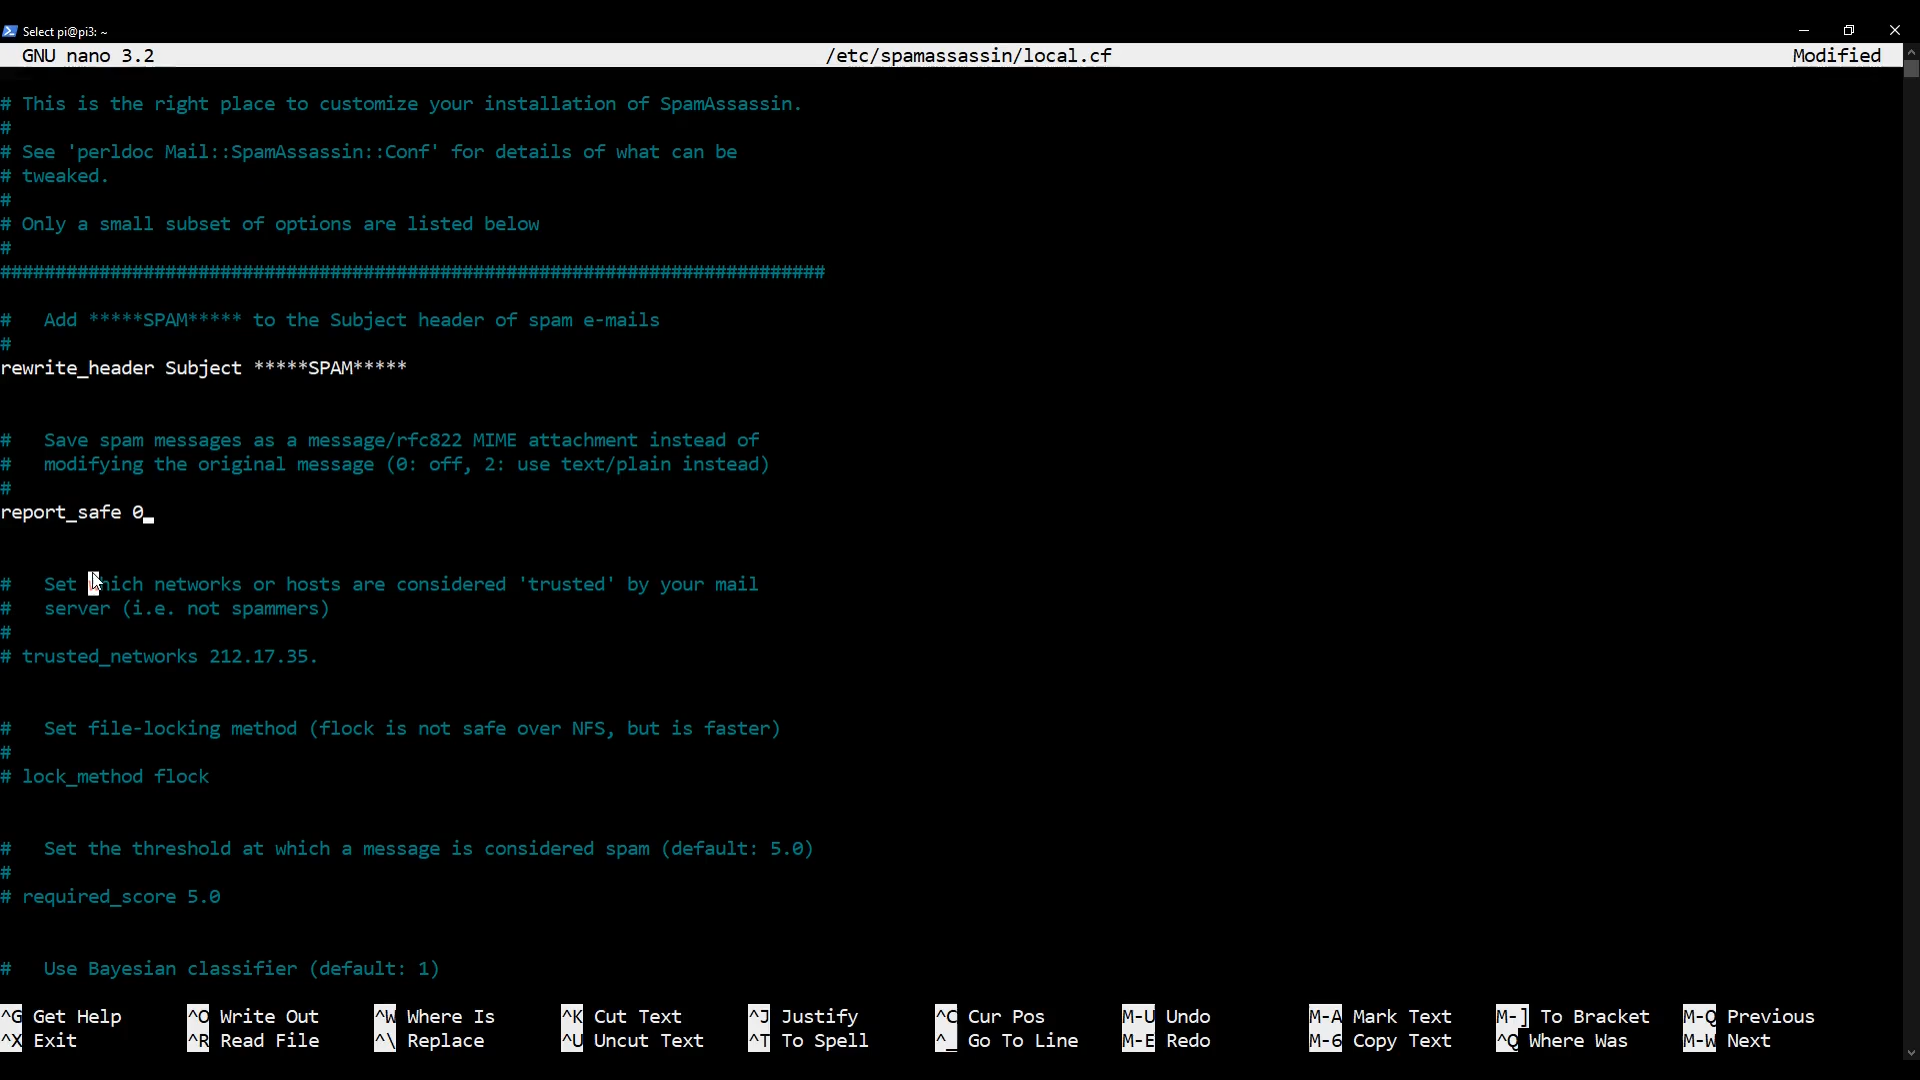 Select pi@pi3: ~
GNU nano 3.2 /etc/spamassassin/local.cf Modified
# This is the right place to customize your installation of SpamAssassin.
#
# See 'perldoc Mail::SpamAssassin::Conf' for details of what can be
# tweaked.
#
# Only a small subset of options are listed below
#
###########################################################################
# Add *****SPAM***** to the Subject header of spam e-mails
#
rewrite_header Subject *****SPAM*****
# Save spam messages as a message/rfc822 MIME attachment instead of
# modifying the original message (0: off, 2: use text/plain instead)
#
report_safe 0
# Set which networks or hosts are considered 'trusted' by your mail
# server (i.e. not spammers)
#
# trusted_networks 212.17.35.
# Set file-locking method (flock is not safe over NFS, but is faster)
#
# lock_method flock
# Set the threshold at which a message is considered spam (default: 5.0)
#
# required_score 5.0
# Use Bayesian classifier (default: 1)
^G Get Help ^O Write Out ^W Where Is ^K Cut Text ^J Justify ^C Cur Pos M-U Undo M-A Mark Text M-] To Bracket M-Q Previous
^X Exit ^R Read File ^\ Replace ^U Uncut Text ^T To Spell ^_ Go To Line M-E Redo M-6 Copy Text ^Q Where Was M-W Next